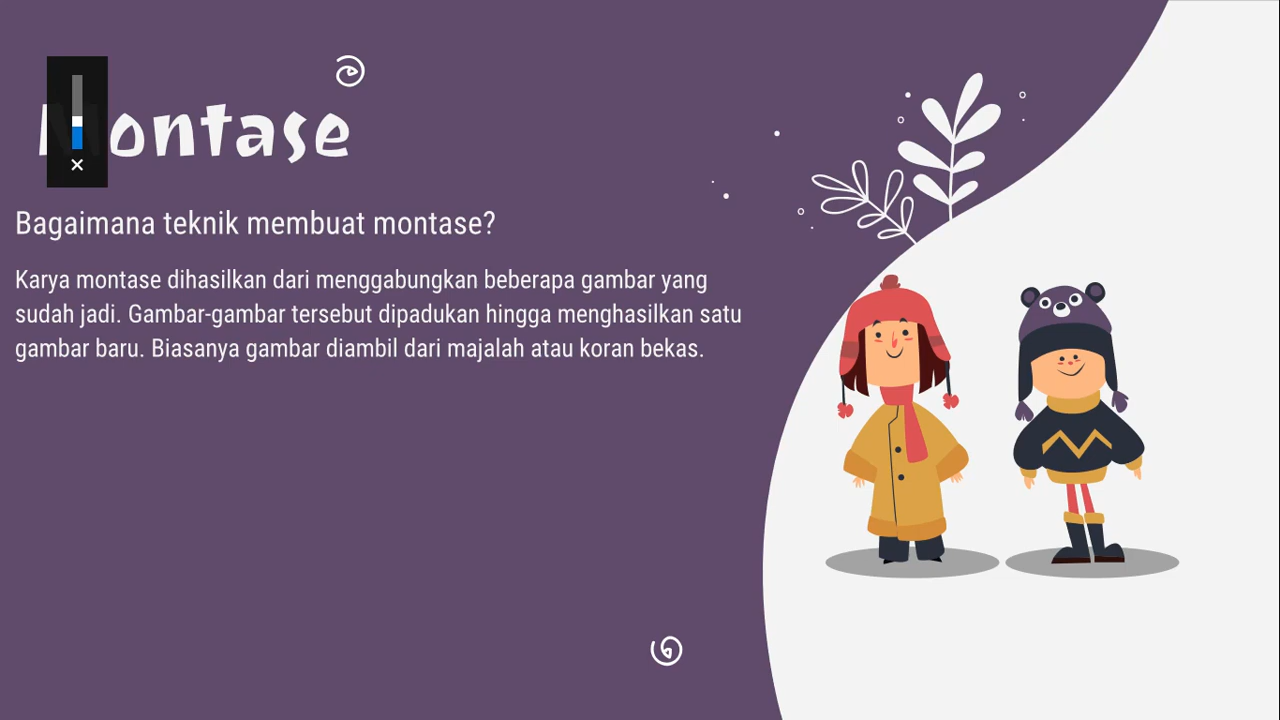 Montase
Bagaimana teknik membuat montase?
Karya montase dihasilkan dari menggabungkan beberapa gambar yang
sudah jadi. Gambar-gambar tersebut dipadukan hingga menghasilkan satu
gambar baru. Biasanya gambar diambil dari majalah atau koran bekas.